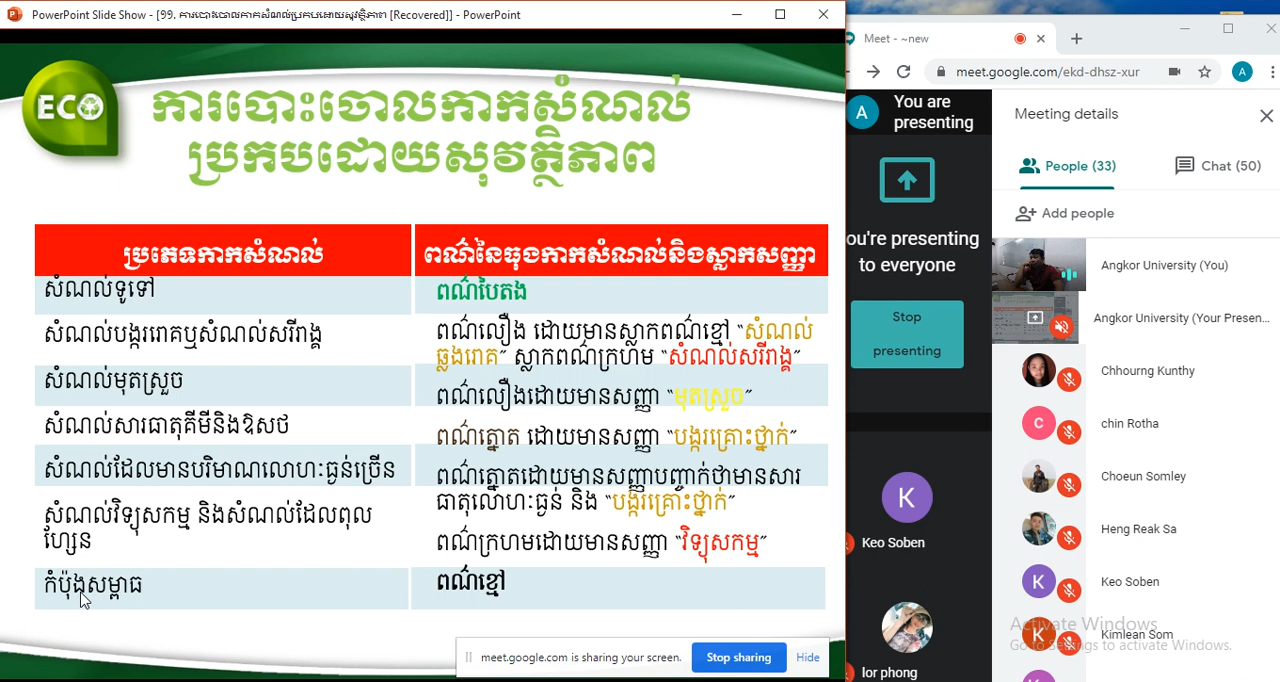 PowerPoint Slide Show - [99. ការបោះចោលកាកសំណល់ប្រកបដោយសុវត្ថិភាព [Recovered]] - PowerPoint
ECO
ការបោះចោលកាកសំណល់
ប្រកបដោយសុវត្ថិភាព
ប្រភេទកាកសំណល់
ពណ៌នៃធុងកាកសំណល់និងស្លាកសញ្ញា
សំណល់ទូទៅ
ពណ៌បៃតង
សំណល់បង្ករោគឬសំណល់សរីរាង្គ
ពណ៌លឿង ដោយមានស្លាកពណ៌ខ្មៅ “សំណល់
ឆ្លងរោគ” ស្លាកពណ៌ក្រហម “សំណល់សរីរាង្គ”
សំណល់មុតស្រួច
ពណ៌លឿងដោយមានសញ្ញា “មុតស្រួច”
សំណល់សារធាតុគីមីនិងឱសថ
ពណ៌ត្នោត ដោយមានសញ្ញា “បង្ករគ្រោះថ្នាក់”
សំណល់ដែលមានបរិមាណលោហៈធ្ងន់ច្រើន
ពណ៌ត្នោតដោយមានសញ្ញាបញ្ចាក់ថាមានសារ
ធាតុលោហៈធ្ងន់ និង “បង្ករគ្រោះថ្នាក់”
សំណល់វិទ្យុសកម្ម និងសំណល់ដែលពុល
ហ្សែន
ពណ៌ក្រហមដោយមានសញ្ញា “វិទ្យុសកម្ម”
កំប៉ុងសម្ពាធ
ពណ៌ខ្មៅ
meet.google.com is sharing your screen.
Stop sharing
Hide
Meet - ~new
meet.google.com/ekd-dhsz-xur
A
A
You are
presenting
ou're presenting
to everyone
Stop
presenting
K
Keo Soben
Ior phong
Meeting details
People (33)
Chat (50)
Add people
Angkor University (You)
Angkor University (Your Presen...
Chhourng Kunthy
C
chin Rotha
Choeun Somley
Heng Reak Sa
K
Keo Soben
K
Kimlean Som
Activate Windows
Go to Settings to activate Windows.